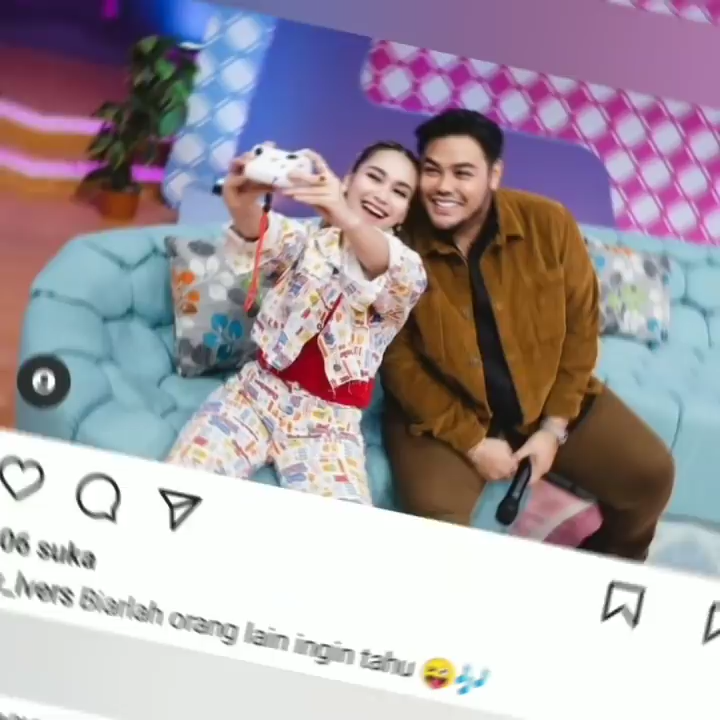 06 suka
_lvers Biarlah orang lain ingin tahu 😜🎶